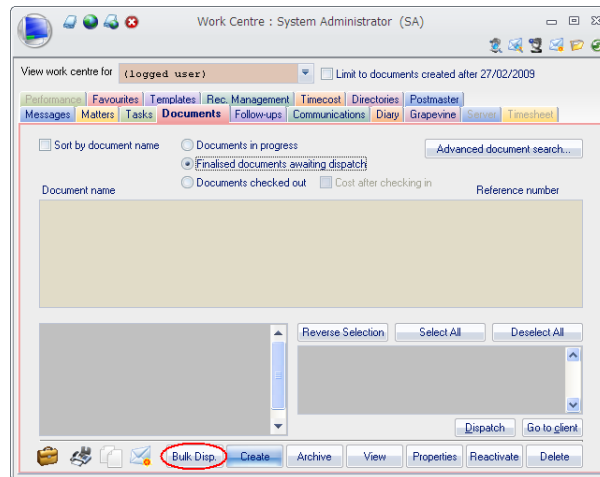 Work Centre : System Administrator (SA)
View work centre for (logged user) Limit to documents created after 27/02/2009
Performance Favourites Templates Rec. Management Timecost Directories Postmaster
Messages Matters Tasks Documents Follow-ups Communications Diary Grapevine Server Timesheet
Sort by document name Documents in progress Advanced document search...
Finalised documents awaiting dispatch
Documents checked out Cost after checking in
Document name Reference number
Reverse Selection Select All Deselect All
Dispatch Go to client
Bulk Disp. Create Archive View Properties Reactivate Delete